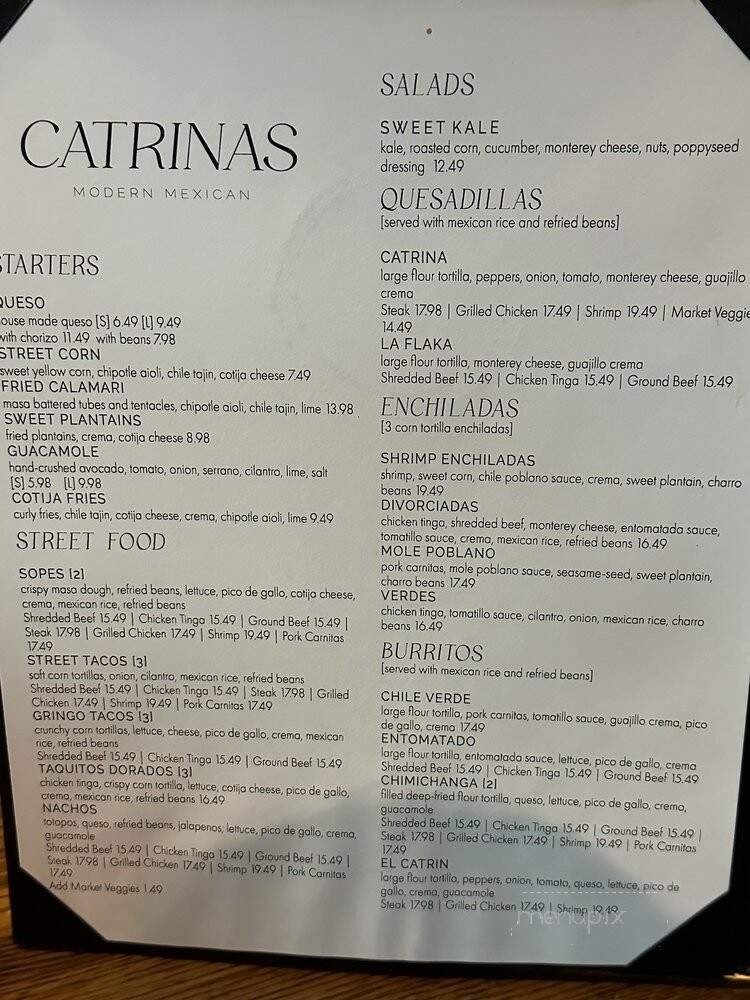 CATRINAS
MODERN MEXICAN
STARTERS
QUESO
house made queso [S] 6.49 [L] 9.49
with chorizo 11.49 with beans 7.98
STREET CORN
sweet yellow corn, chipotle aioli, chile tajin, cotija cheese 7.49
FRIED CALAMARI
masa battered tubes and tentacles, chipotle aioli, chile tajin, lime 13.98
SWEET PLANTAINS
fried plantains, crema, cotija cheese 8.98
GUACAMOLE
hand-crushed avocado, tomato, onion, serrano, cilantro, lime, salt
[S] 5.98 [L] 9.98
COTIJA FRIES
curly fries, chile tajin, cotija cheese, crema, chipotle aioli, lime 9.49
STREET FOOD
SOPES [2]
crispy masa dough, refried beans, lettuce, pico de gallo, cotija cheese,
crema, mexican rice, refried beans
Shredded Beef 15.49 | Chicken Tinga 15.49 | Ground Beef 15.49 |
Steak 17.98 | Grilled Chicken 17.49 | Shrimp 19.49 | Pork Carnitas
17.49
STREET TACOS [3]
soft corn tortillas, onion, cilantro, mexican rice, refried beans
Shredded Beef 15.49 | Chicken Tinga 15.49 | Steak 17.98 | Grilled
Chicken 17.49 | Shrimp 19.49 | Pork Carnitas 17.49
GRINGO TACOS [3]
crunchy corn tortillas, lettuce, cheese, pico de gallo, crema, mexican
rice, refried beans
Shredded Beef 15.49 | Chicken Tinga 15.49 | Ground Beef 15.49
TAQUITOS DORADOS [3]
chicken tinga, crispy corn tortilla, lettuce, cotija cheese, pico de gallo,
crema, mexican rice, refried beans 16.49
NACHOS
totopos, queso, refried beans, jalapenos, lettuce, pico de gallo, crema,
guacamole
Shredded Beef 15.49 | Chicken Tinga 15.49 | Ground Beef 15.49 |
Steak 17.98 | Grilled Chicken 17.49 | Shrimp 19.49 | Pork Carnitas
17.49
Add Market Veggies 1.49
SALADS
SWEET KALE
kale, roasted corn, cucumber, monterey cheese, nuts, poppyseed
dressing 12.49
QUESADILLAS
[served with mexican rice and refried beans]
CATRINA
large flour tortilla, peppers, onion, tomato, monterey cheese, guajillo
crema
Steak 17.98 | Grilled Chicken 17.49 | Shrimp 19.49 | Market Veggie
14.49
LA FLAKA
large flour tortilla, monterey cheese, guajillo crema
Shredded Beef 15.49 | Chicken Tinga 15.49 | Ground Beef 15.49
ENCHILADAS
[3 corn tortilla enchiladas]
SHRIMP ENCHILADAS
shrimp, sweet corn, chile poblano sauce, crema, sweet plantain, charro
beans 19.49
DIVORCIADAS
chicken tinga, shredded beef, monterey cheese, entomatada sauce,
tomatillo sauce, crema, mexican rice, refried beans 16.49
MOLE POBLANO
pork carnitas, mole poblano sauce, seasame-seed, sweet plantain,
charro beans 17.49
VERDES
chicken tinga, tomatillo sauce, cilantro, onion, mexican rice, charro
beans 16.49
BURRITOS
[served with mexican rice and refried beans]
CHILE VERDE
large flour tortilla, pork carnitas, tomatillo sauce, guajillo crema, pico
de gallo, crema 17.49
ENTOMATADO
large flour tortilla, entomatada sauce, lettuce, pico de gallo, crema
Shredded Beef 15.49 | Chicken Tinga 15.49 | Ground Beef 15.49
CHIMICHANGA [2]
filled deep-fried flour tortilla, queso, lettuce, pico de gallo, crema,
guacamole
Shredded Beef 15.49 | Chicken Tinga 15.49 | Ground Beef 15.49 |
Steak 17.98 | Grilled Chicken 17.49 | Shrimp 19.49 | Pork Carnitas
17.49
EL CATRIN
large flour tortilla, peppers, onion, tomato, queso, lettuce, pico de
gallo, crema, guacamole
Steak 17.98 | Grilled Chicken 17.49 | Shrimp 19.49
menupix